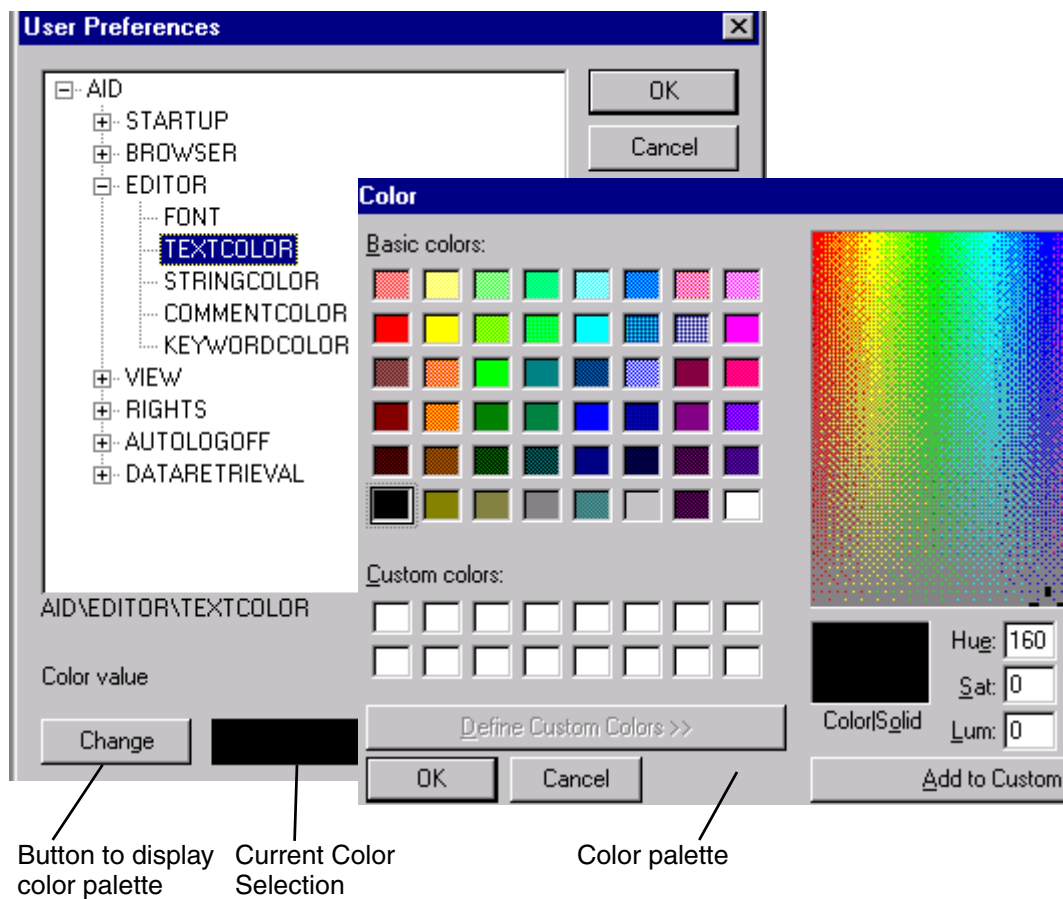 User Preferences
AID
STARTUP
BROWSER
EDITOR
FONT
TEXTCOLOR
STRINGCOLOR
COMMENTCOLOR
KEYWORDCOLOR
VIEW
RIGHTS
AUTOLOGOFF
DATARETRIEVAL
OK
Cancel
AID\EDITOR\TEXTCOLOR
Color value
Change
Color
Basic colors:
Custom colors:
Define Custom Colors >>
OK
Cancel
Color|Solid
Hue: 160
Sat: 0
Lum: 0
Add to Custom
Button to display
color palette
Current Color
Selection
Color palette